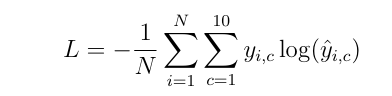 L = -\frac{1}{N} \sum_{i=1}^{N} \sum_{c=1}^{10} y_{i,c} \log(\hat{y}_{i,c})